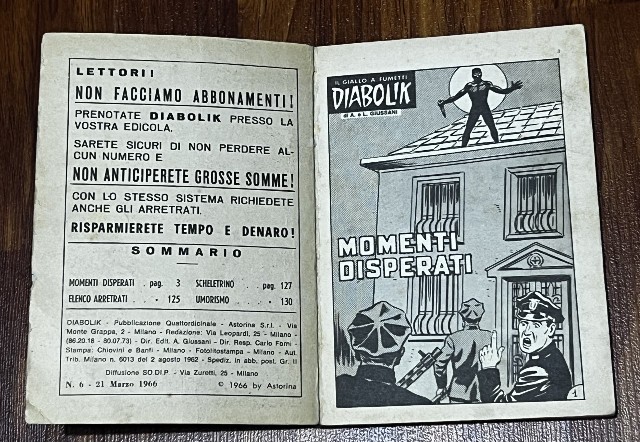 LETTORI!
NON FACCIAMO ABBONAMENTI!
PRENOTATE DIABOLIK PRESSO LA
VOSTRA EDICOLA.
SARETE SICURI DI NON PERDERE AL-
CUN NUMERO E
NON ANTICIPERETE GROSSE SOMME!
CON LO STESSO SISTEMA RICHIEDETE
ANCHE GLI ARRETRATI.
RISPARMIERETE TEMPO E DENARO!
SOMMARIO
MOMENTI DISPERATI . pag. 3 SCHELETRINO . . pag. 127
ELENCO ARRETRATI . . » 125 UMORISMO . . . » 130
DIABOLIK - Pubblicazione Quattordicinale - Astorina S.r.l. - Via
Monte Grappa, 2 - Milano - Redazione: Via Leopardi, 25 - Milano -
(86.20.16 - 80.07.73) - Dir. Edit. A. Giussani - Dir. Resp. Carlo Forni -
Stampa: Chiovini e Banfi - Milano - Fotolitostampa - Milano - Aut.
Trib. Milano n. 6013 del 2 agosto 1962 - Spediz. in abb. post. Gr. II
Diffusione SO.DI.P - Via Zuretti, 25 - Milano
N. 6 - 21 Marzo 1966 © 1966 by Astorina
IL GIALLO A FUMETTI
DIABOLIK
di A. e L. GIUSSANI
MOMENTI
DISPERATI
1